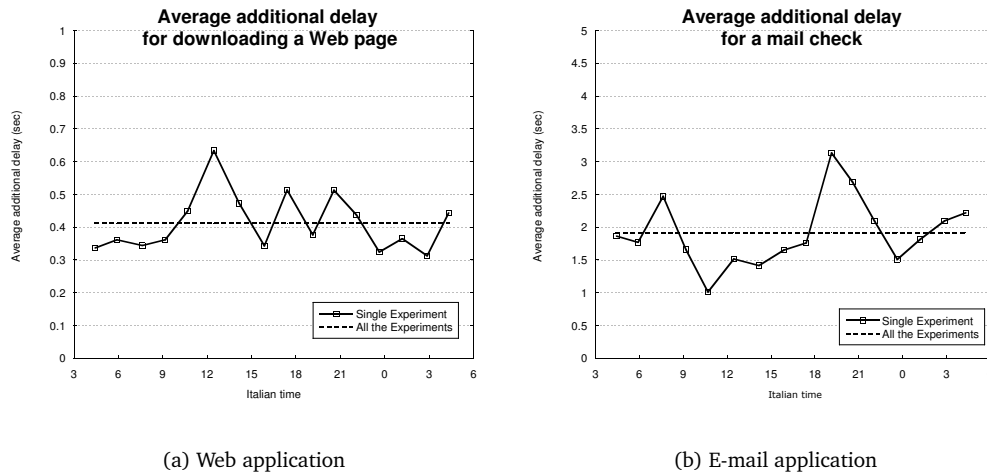 Average additional delay
for downloading a Web page
1
0.9
0.8
0.7
0.6
0.5
0.4
0.3
0.2
0.1
0
Average additional delay (sec)
Single Experiment
All the Experiments
3 6 9 12 15 18 21 0 3 6
Italian time
(a) Web application
Average additional delay
for a mail check
5
4.5
4
3.5
3
2.5
2
1.5
1
0.5
0
Average additional delay (sec)
Single Experiment
All the Experiments
3 6 9 12 15 18 21 0 3
Italian time
(b) E-mail application